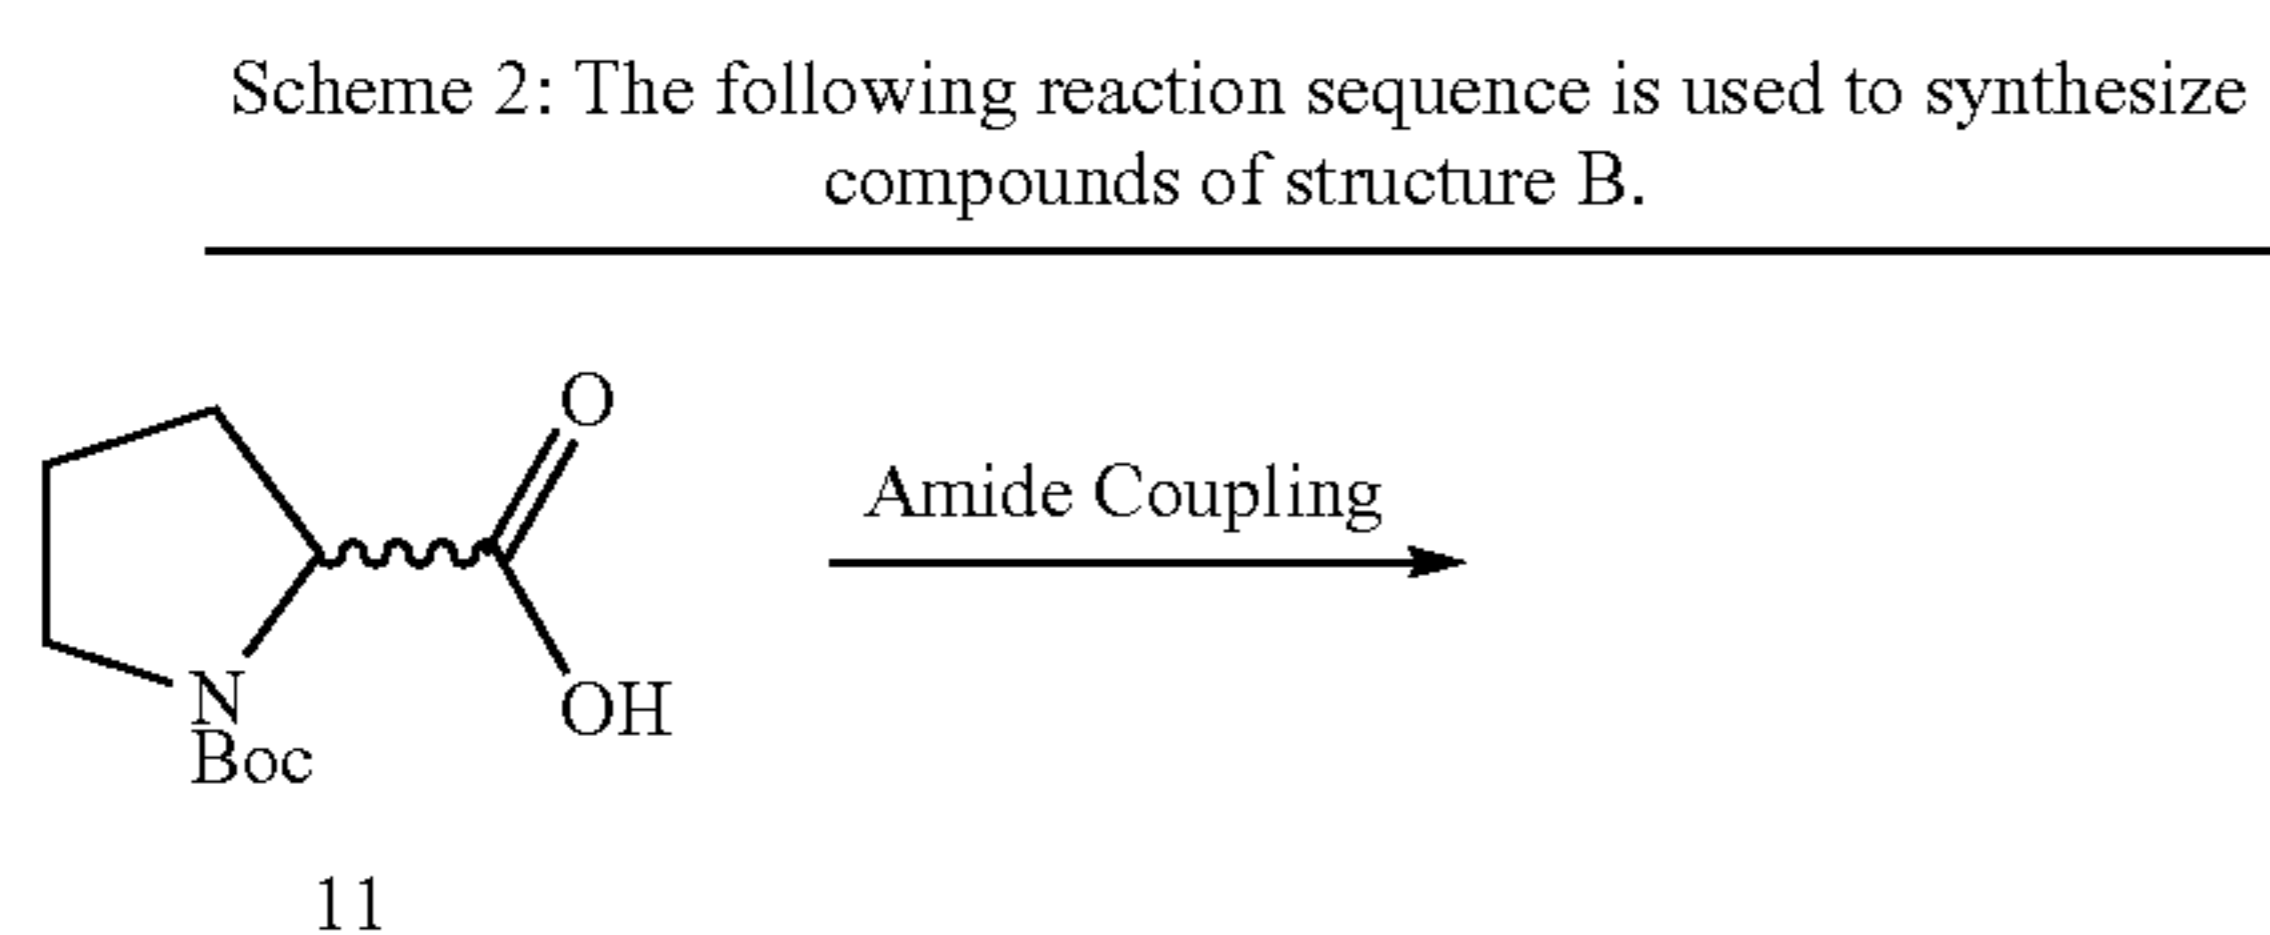 Scheme 2: The following reaction sequence is used to synthesize
compounds of structure B.
O
Amide Coupling
N
OH
Boc
11